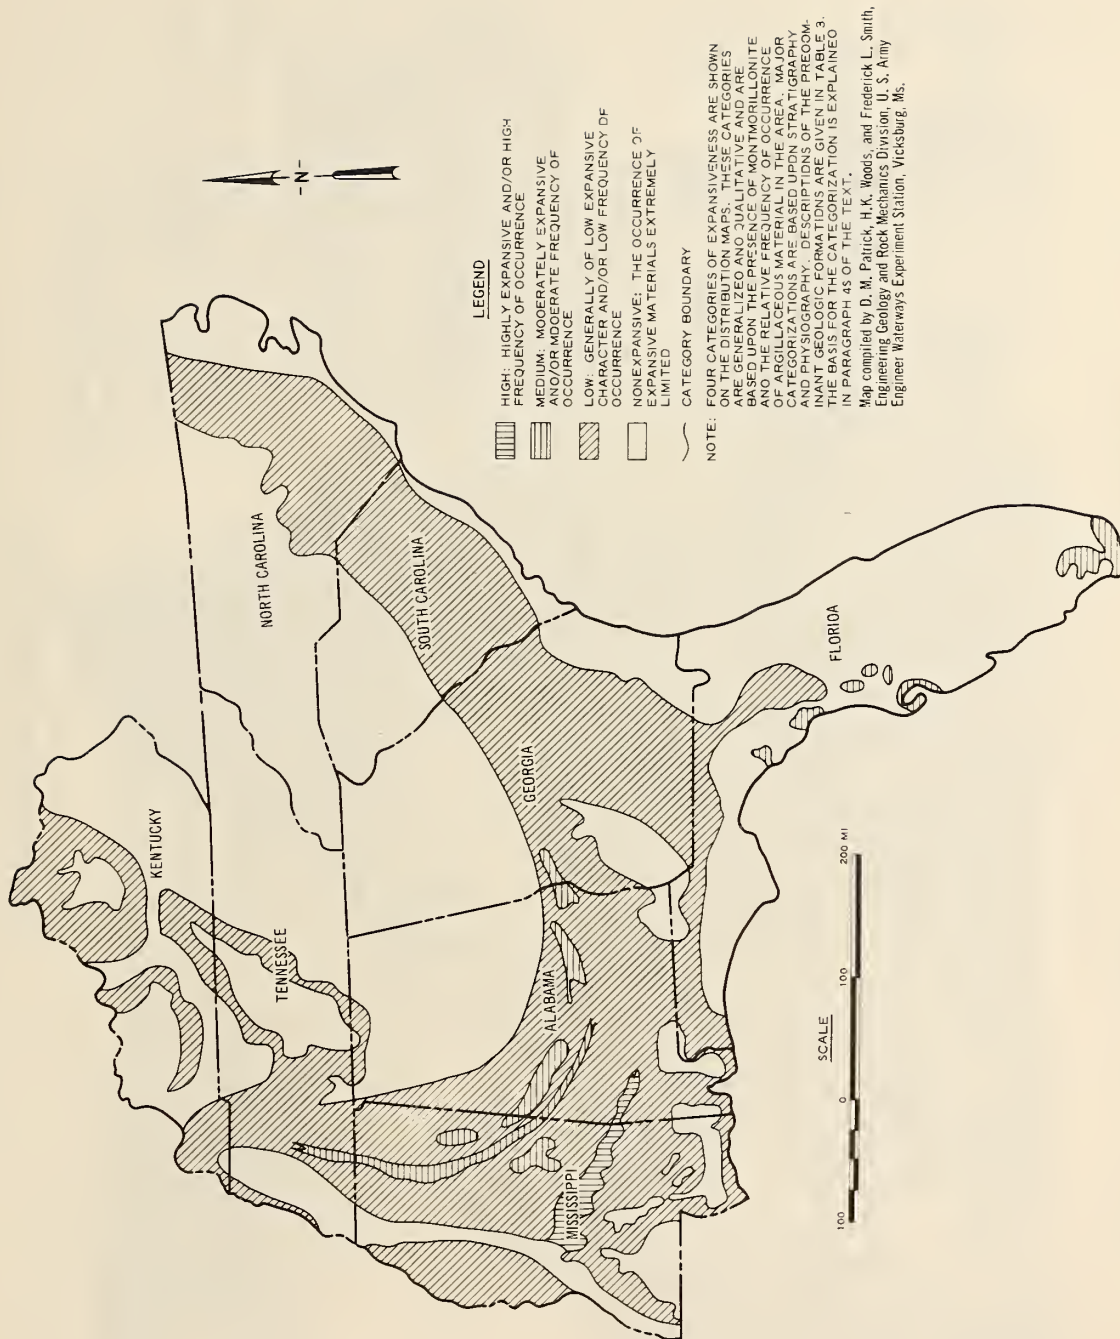 -N-
LEGEND
HIGH: HIGHLY EXPANSIVE AND/OR HIGH
FREQUENCY OF OCCURRENCE
MEDIUM: MODERATELY EXPANSIVE
AND/OR MDOERATE FREQUENCY OF
OCCURRENCE
LOW: GENERALLY OF LOW EXPANSIVE
CHARACTER AND/OR LOW FREQUENCY OF
OCCURRENCE
NONEXPANSIVE: THE OCCURRENCE OF
EXPANSIVE MATERIALS EXTREMELY
LIMITED
CATEGORY BOUNDARY
NOTE: FOUR CATEGORIES OF EXPANSIVENESS ARE SHOWN
ON THE DISTRIBUTION MAPS. THESE CATEGORIES
ARE GENERALIZED AND QUALITATIVE AND ARE
BASED UPON THE PRESENCE OF MONTMORILLONITE
AND THE RELATIVE FREQUENCY OF OCCURRENCE
OF ARGILLACEOUS MATERIAL IN THE AREA. MAJOR
CATEGORIZATIONS ARE BASED UPON STRATIGRAPHY
AND PHYSIOGRAPHY. DESCRIPTIONS OF THE PREDOM-
INANT GEOLOGIC FORMATIONS ARE GIVEN IN TABLE 3.
THE BASIS FOR THE CATEGORIZATION IS EXPLAINED
IN PARAGRAPH 45 OF THE TEXT.
Map compiled by D. M. Patrick, H.K. Woods, and Frederick L. Smith,
Engineering Geology and Rock Mechanics Division, U. S. Army
Engineer Waterways Experiment Station, Vicksburg, Ms.
KENTUCKY
NORTH CAROLINA
TENNESSEE
SOUTH CAROLINA
GEORGIA
ALABAMA
MISSISSIPPI
FLORIDA
SCALE
100 0 100 200 MI